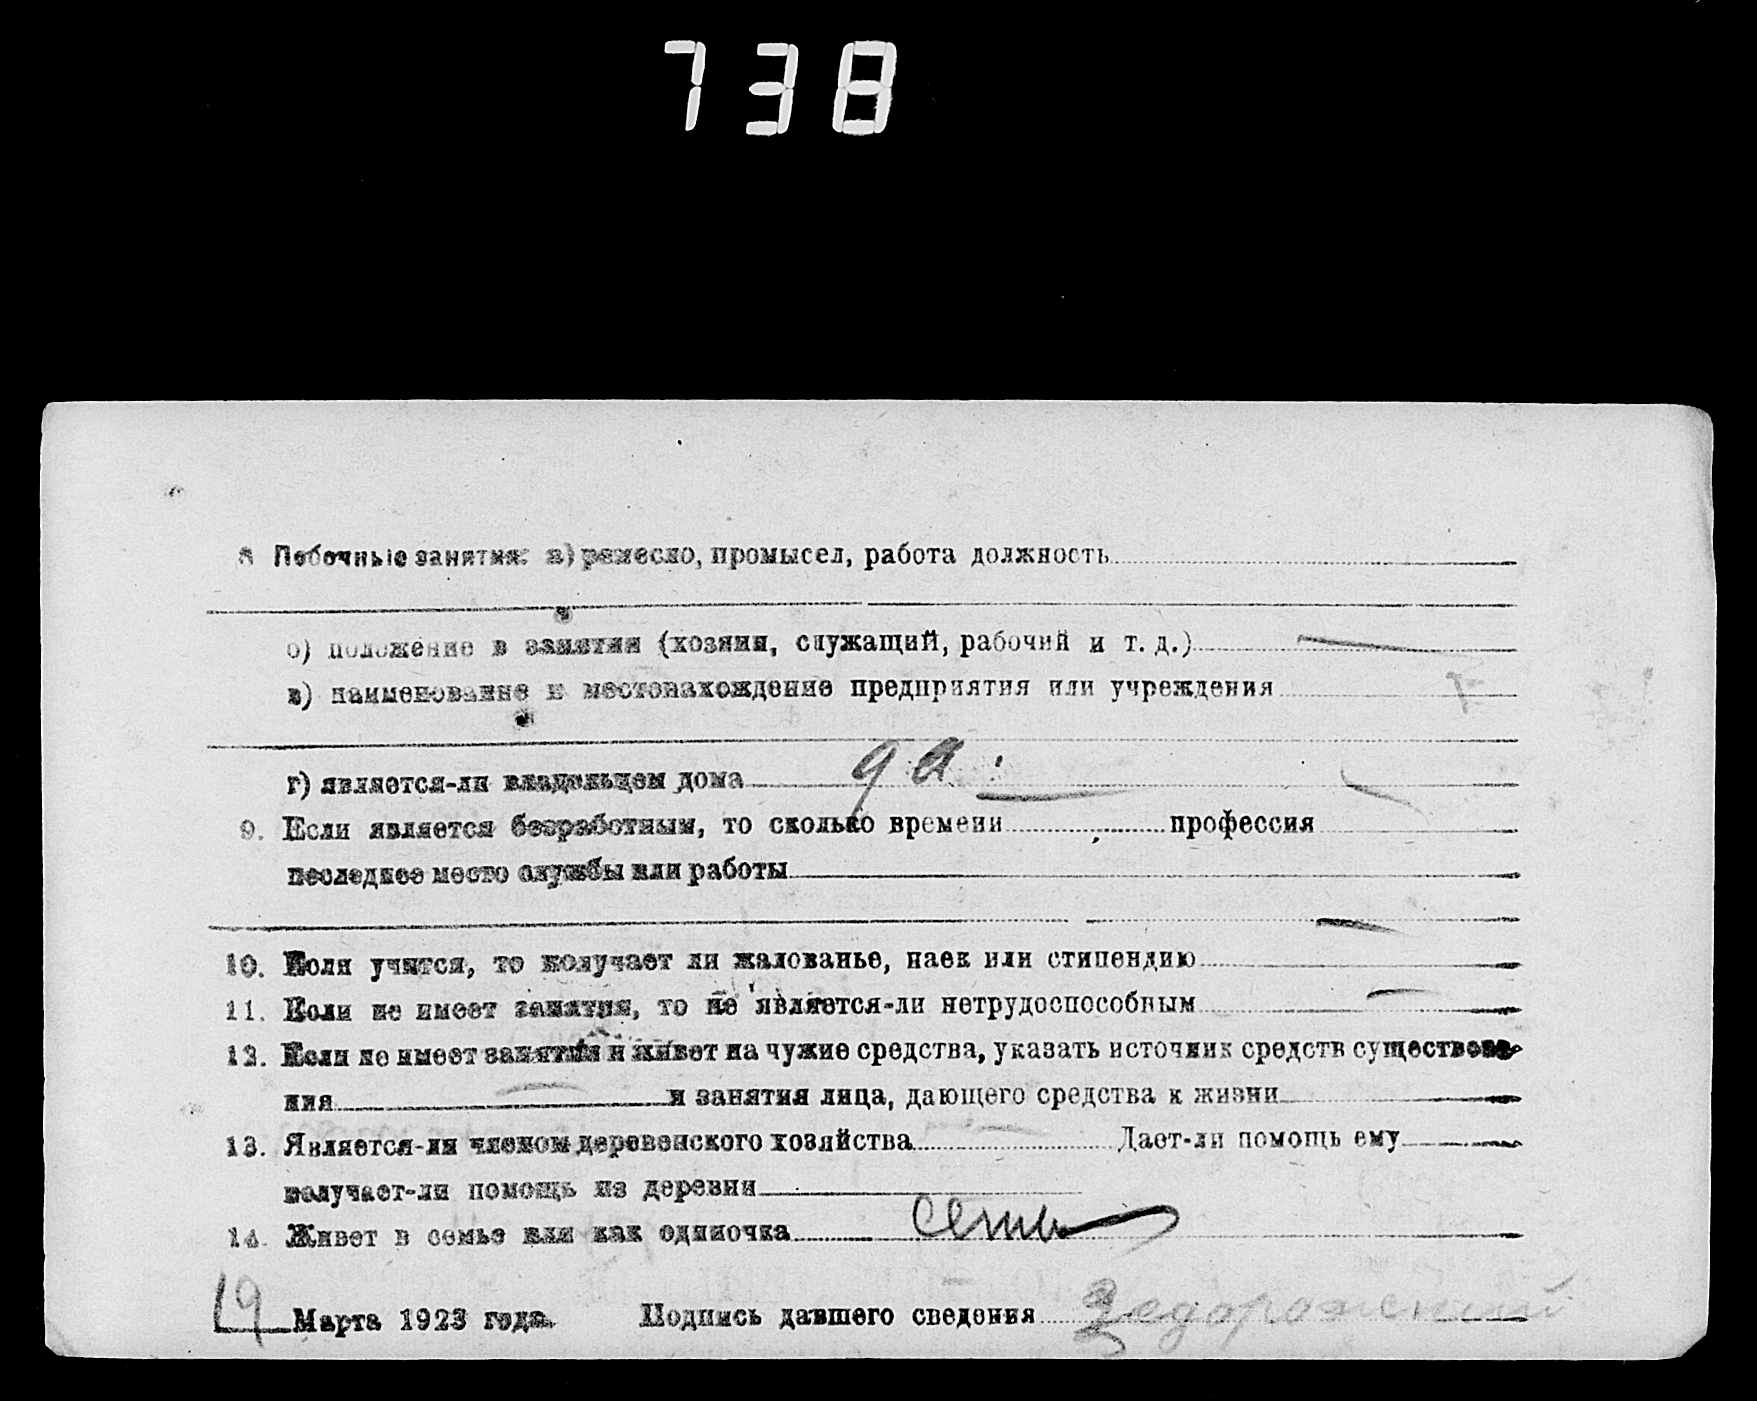 738
8 Побочные занятия: а) ремесло, промысел, работа должность
б) положение в занятии (хозяин, служащий, рабочий и т. д.)
в) наименование и местонахождение предприятия или учреждения
г) является-ли владельцем дома да.
9. Если является безработным, то сколько времени профессия
последнее место службы или работы
10. Если учится, то получает ли жалованье, паек или стипендию
11. Если не имеет занятия, то не является-ли нетрудоспособным
12. Если не имеет занятия и живет на чужие средства, указать источник средств существова-
ния и занятия лица, дающего средства к жизни
13. Является-ли членом деревенского хозяйства Дает-ли помощь ему
получает-ли помощь из деревни
14. Живет в семье или как одиночка семь
19 Марта 1923 года. Подпись давшего сведения